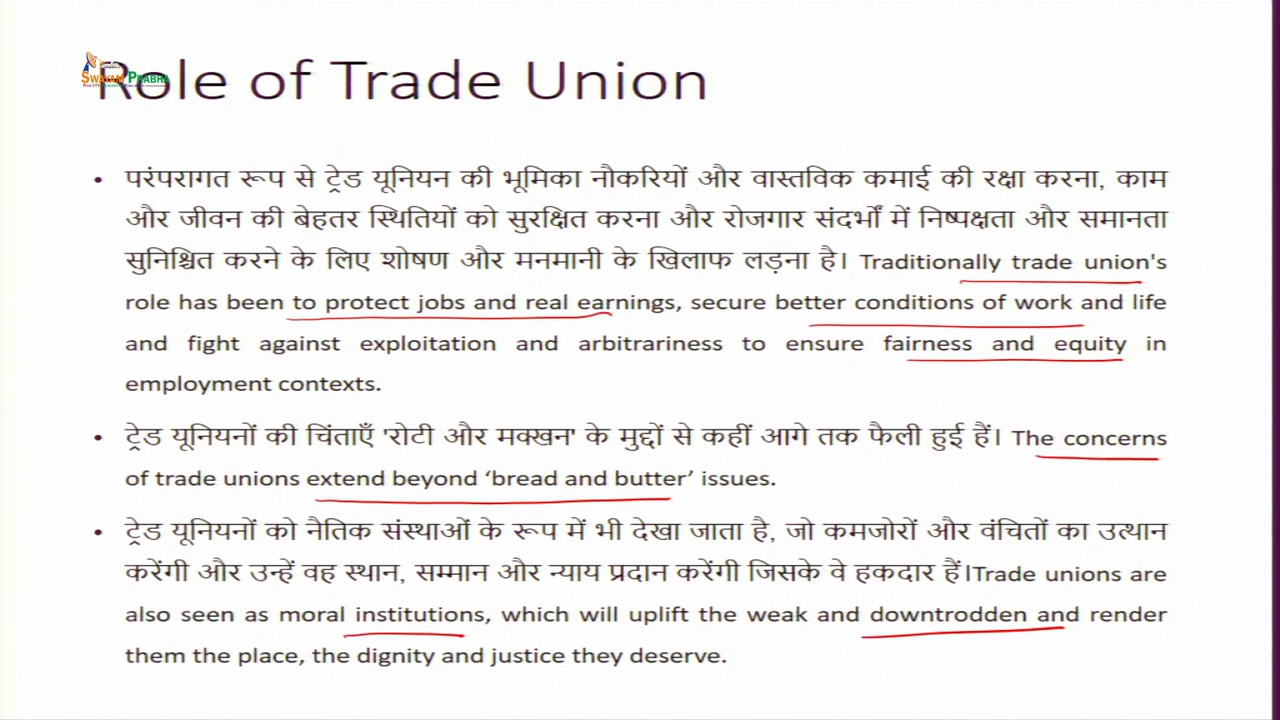 Role of Trade Union
SWAYAM PRABHA
• परंपरागत रूप से ट्रेड यूनियन की भूमिका नौकरियों और वास्तविक कमाई की रक्षा करना, काम
और जीवन की बेहतर स्थितियों को सुरक्षित करना और रोजगार संदर्भों में निष्पक्षता और समानता
सुनिश्चित करने के लिए शोषण और मनमानी के खिलाफ लड़ना है। Traditionally trade union's
role has been to protect jobs and real earnings, secure better conditions of work and life
and fight against exploitation and arbitrariness to ensure fairness and equity in
employment contexts.
• ट्रेड यूनियनों की चिंताएँ 'रोटी और मक्खन' के मुद्दों से कहीं आगे तक फैली हुई हैं। The concerns
of trade unions extend beyond ‘bread and butter’ issues.
• ट्रेड यूनियनों को नैतिक संस्थाओं के रूप में भी देखा जाता है, जो कमजोरों और वंचितों का उत्थान
करेंगी और उन्हें वह स्थान, सम्मान और न्याय प्रदान करेंगी जिसके वे हकदार हैं।Trade unions are
also seen as moral institutions, which will uplift the weak and downtrodden and render
them the place, the dignity and justice they deserve.